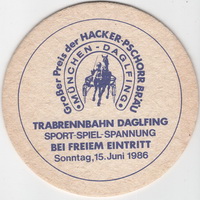 Großer Preis der HACKER-PSCHORR BRÄU
MÜNCHEN-DAGLFING
TRABRENNBAHN DAGLFING
SPORT-SPIEL-SPANNUNG
BEI FREIEM EINTRITT
Sonntag, 15. Juni 1986